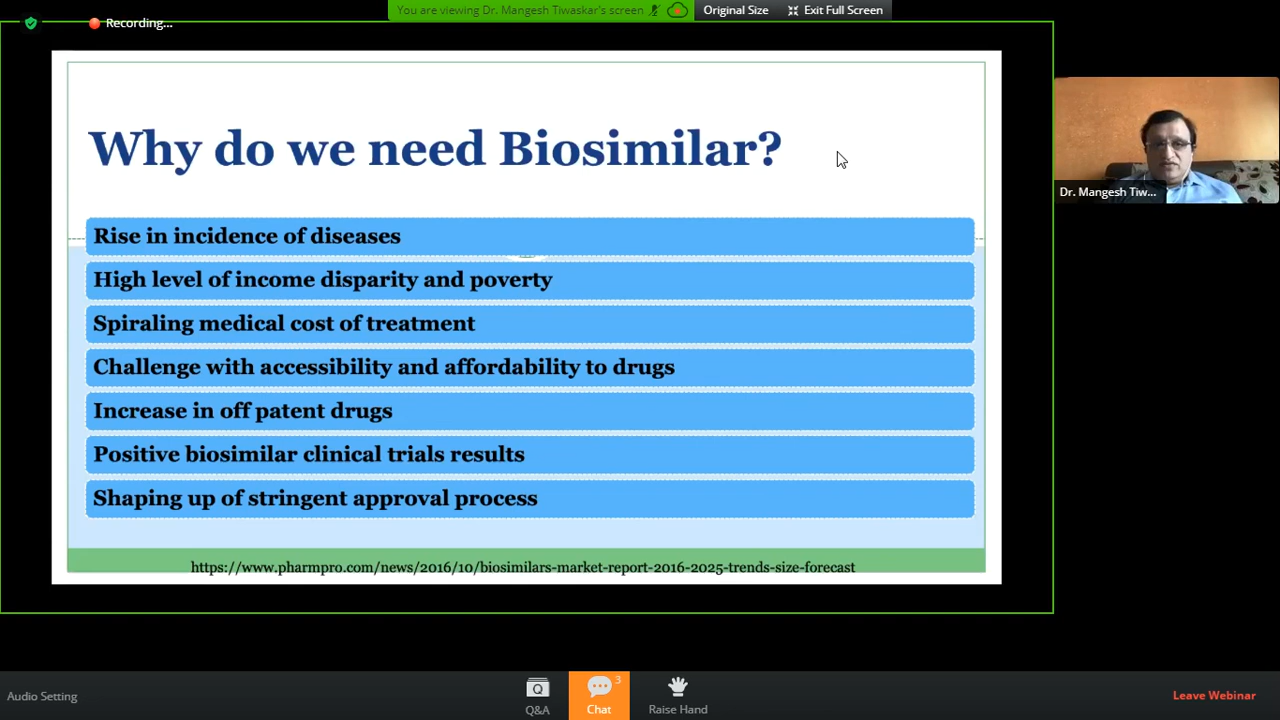 You are viewing Dr. Mangesh Tiwaskar's screen
Original Size
Exit Full Screen
Recording...
Why do we need Biosimilar?
Dr. Mangesh Tiw...
Rise in incidence of diseases
High level of income disparity and poverty
Spiraling medical cost of treatment
Challenge with accessibility and affordability to drugs
Increase in off patent drugs
Positive biosimilar clinical trials results
Shaping up of stringent approval process
https://www.pharmpro.com/news/2016/10/biosimilars-market-report-2016-2025-trends-size-forecast
Audio Setting
Q
Q&A
3
Chat
Raise Hand
Leave Webinar